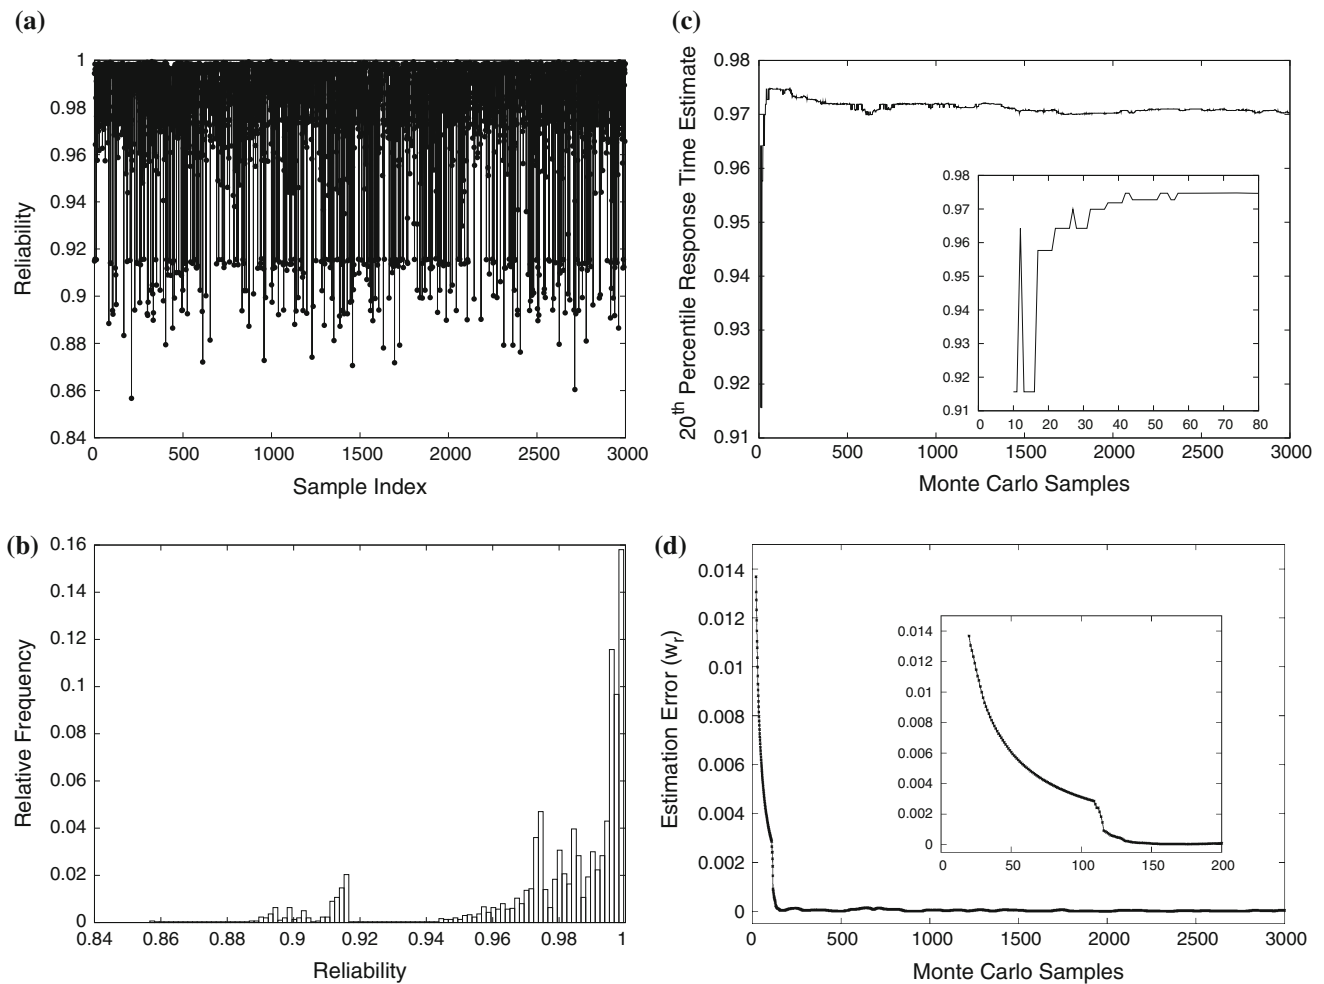 (a)
1
0.98
0.96
0.94
0.92
0.9
0.88
0.86
0.84
Reliability
0 500 1000 1500 2000 2500 3000
Sample Index
(b)
0.16
0.14
0.12
0.1
0.08
0.06
0.04
0.02
0
Relative Frequency
0.84 0.86 0.88 0.9 0.92 0.94 0.96 0.98 1
Reliability
(c)
0.98
0.97
0.96
0.95
0.94
0.93
0.92
0.91
20th Percentile Response Time Estimate
0.98
0.97
0.96
0.95
0.94
0.93
0.92
0.91
0 10 20 30 40 50 60 70 80
0 500 1000 1500 2000 2500 3000
Monte Carlo Samples
(d)
0.014
0.012
0.01
0.008
0.006
0.004
0.002
0
Estimation Error (wr)
0.014
0.012
0.01
0.008
0.006
0.004
0.002
0
0 50 100 150 200
0 500 1000 1500 2000 2500 3000
Monte Carlo Samples